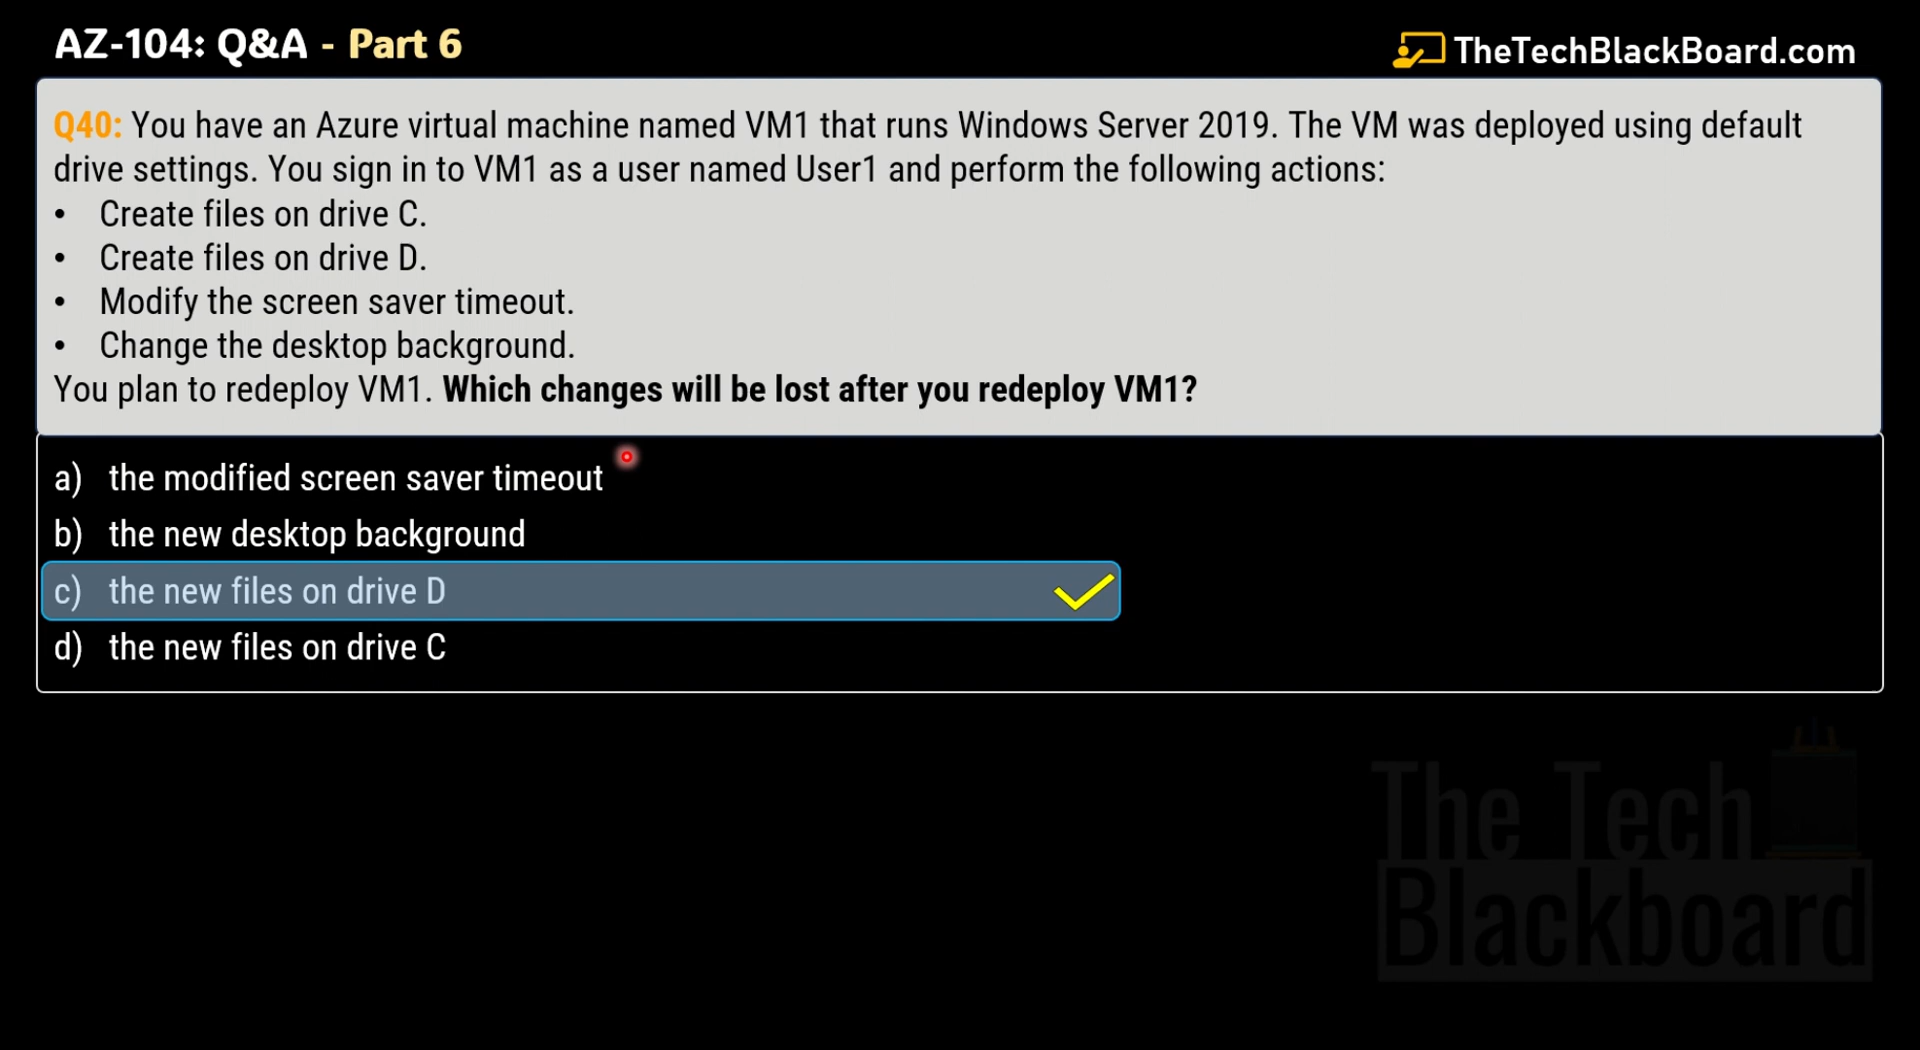 AZ-104: Q&A - Part 6
TheTechBlackBoard.com
Q40: You have an Azure virtual machine named VM1 that runs Windows Server 2019. The VM was deployed using default
drive settings. You sign in to VM1 as a user named User1 and perform the following actions:
• Create files on drive C.
• Create files on drive D.
• Modify the screen saver timeout.
• Change the desktop background.
You plan to redeploy VM1. Which changes will be lost after you redeploy VM1?
a) the modified screen saver timeout
b) the new desktop background
c) the new files on drive D
d) the new files on drive C
The Tech
Blackboard